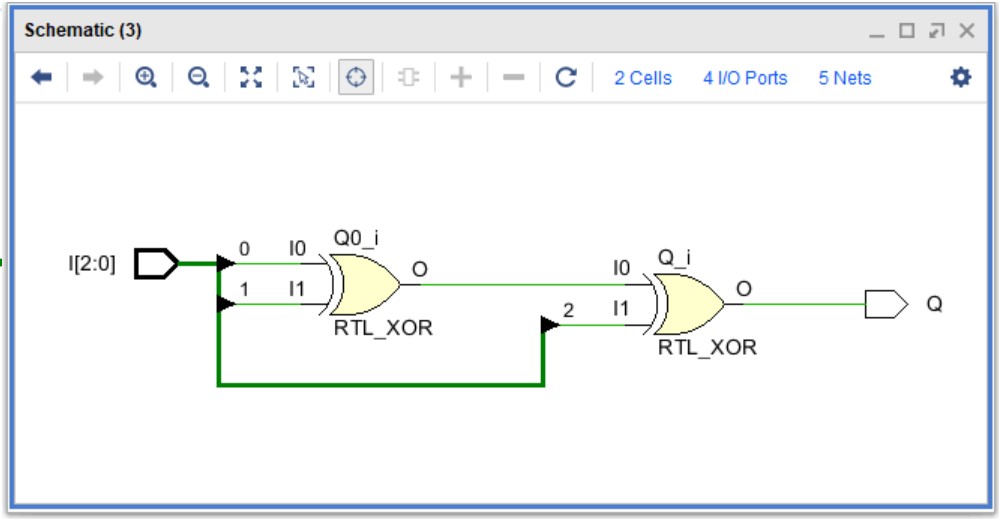 Schematic (3)
2 Cells 4 I/O Ports 5 Nets
I[2:0]
0 I0
1 I1
Q0_i
O
RTL_XOR
I0
2 I1
Q_i
O
RTL_XOR
Q